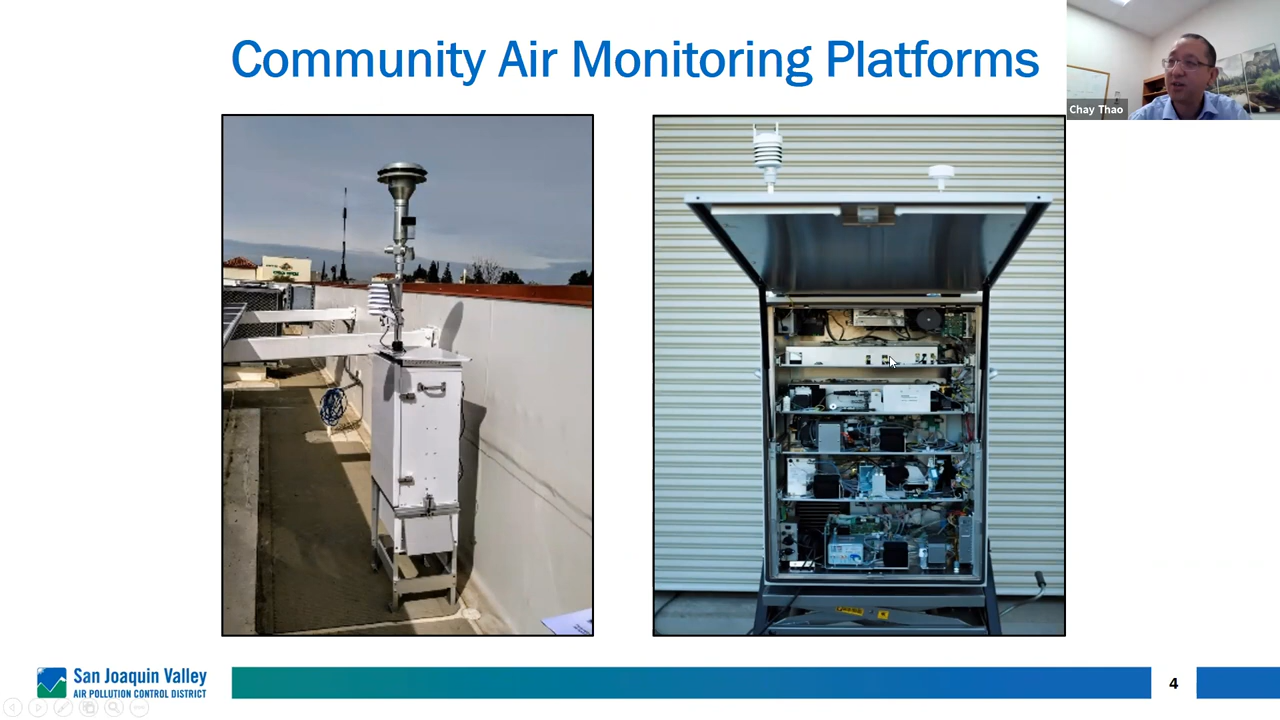 Community Air Monitoring Platforms
Chay Thao
San Joaquin Valley
AIR POLLUTION CONTROL DISTRICT
4